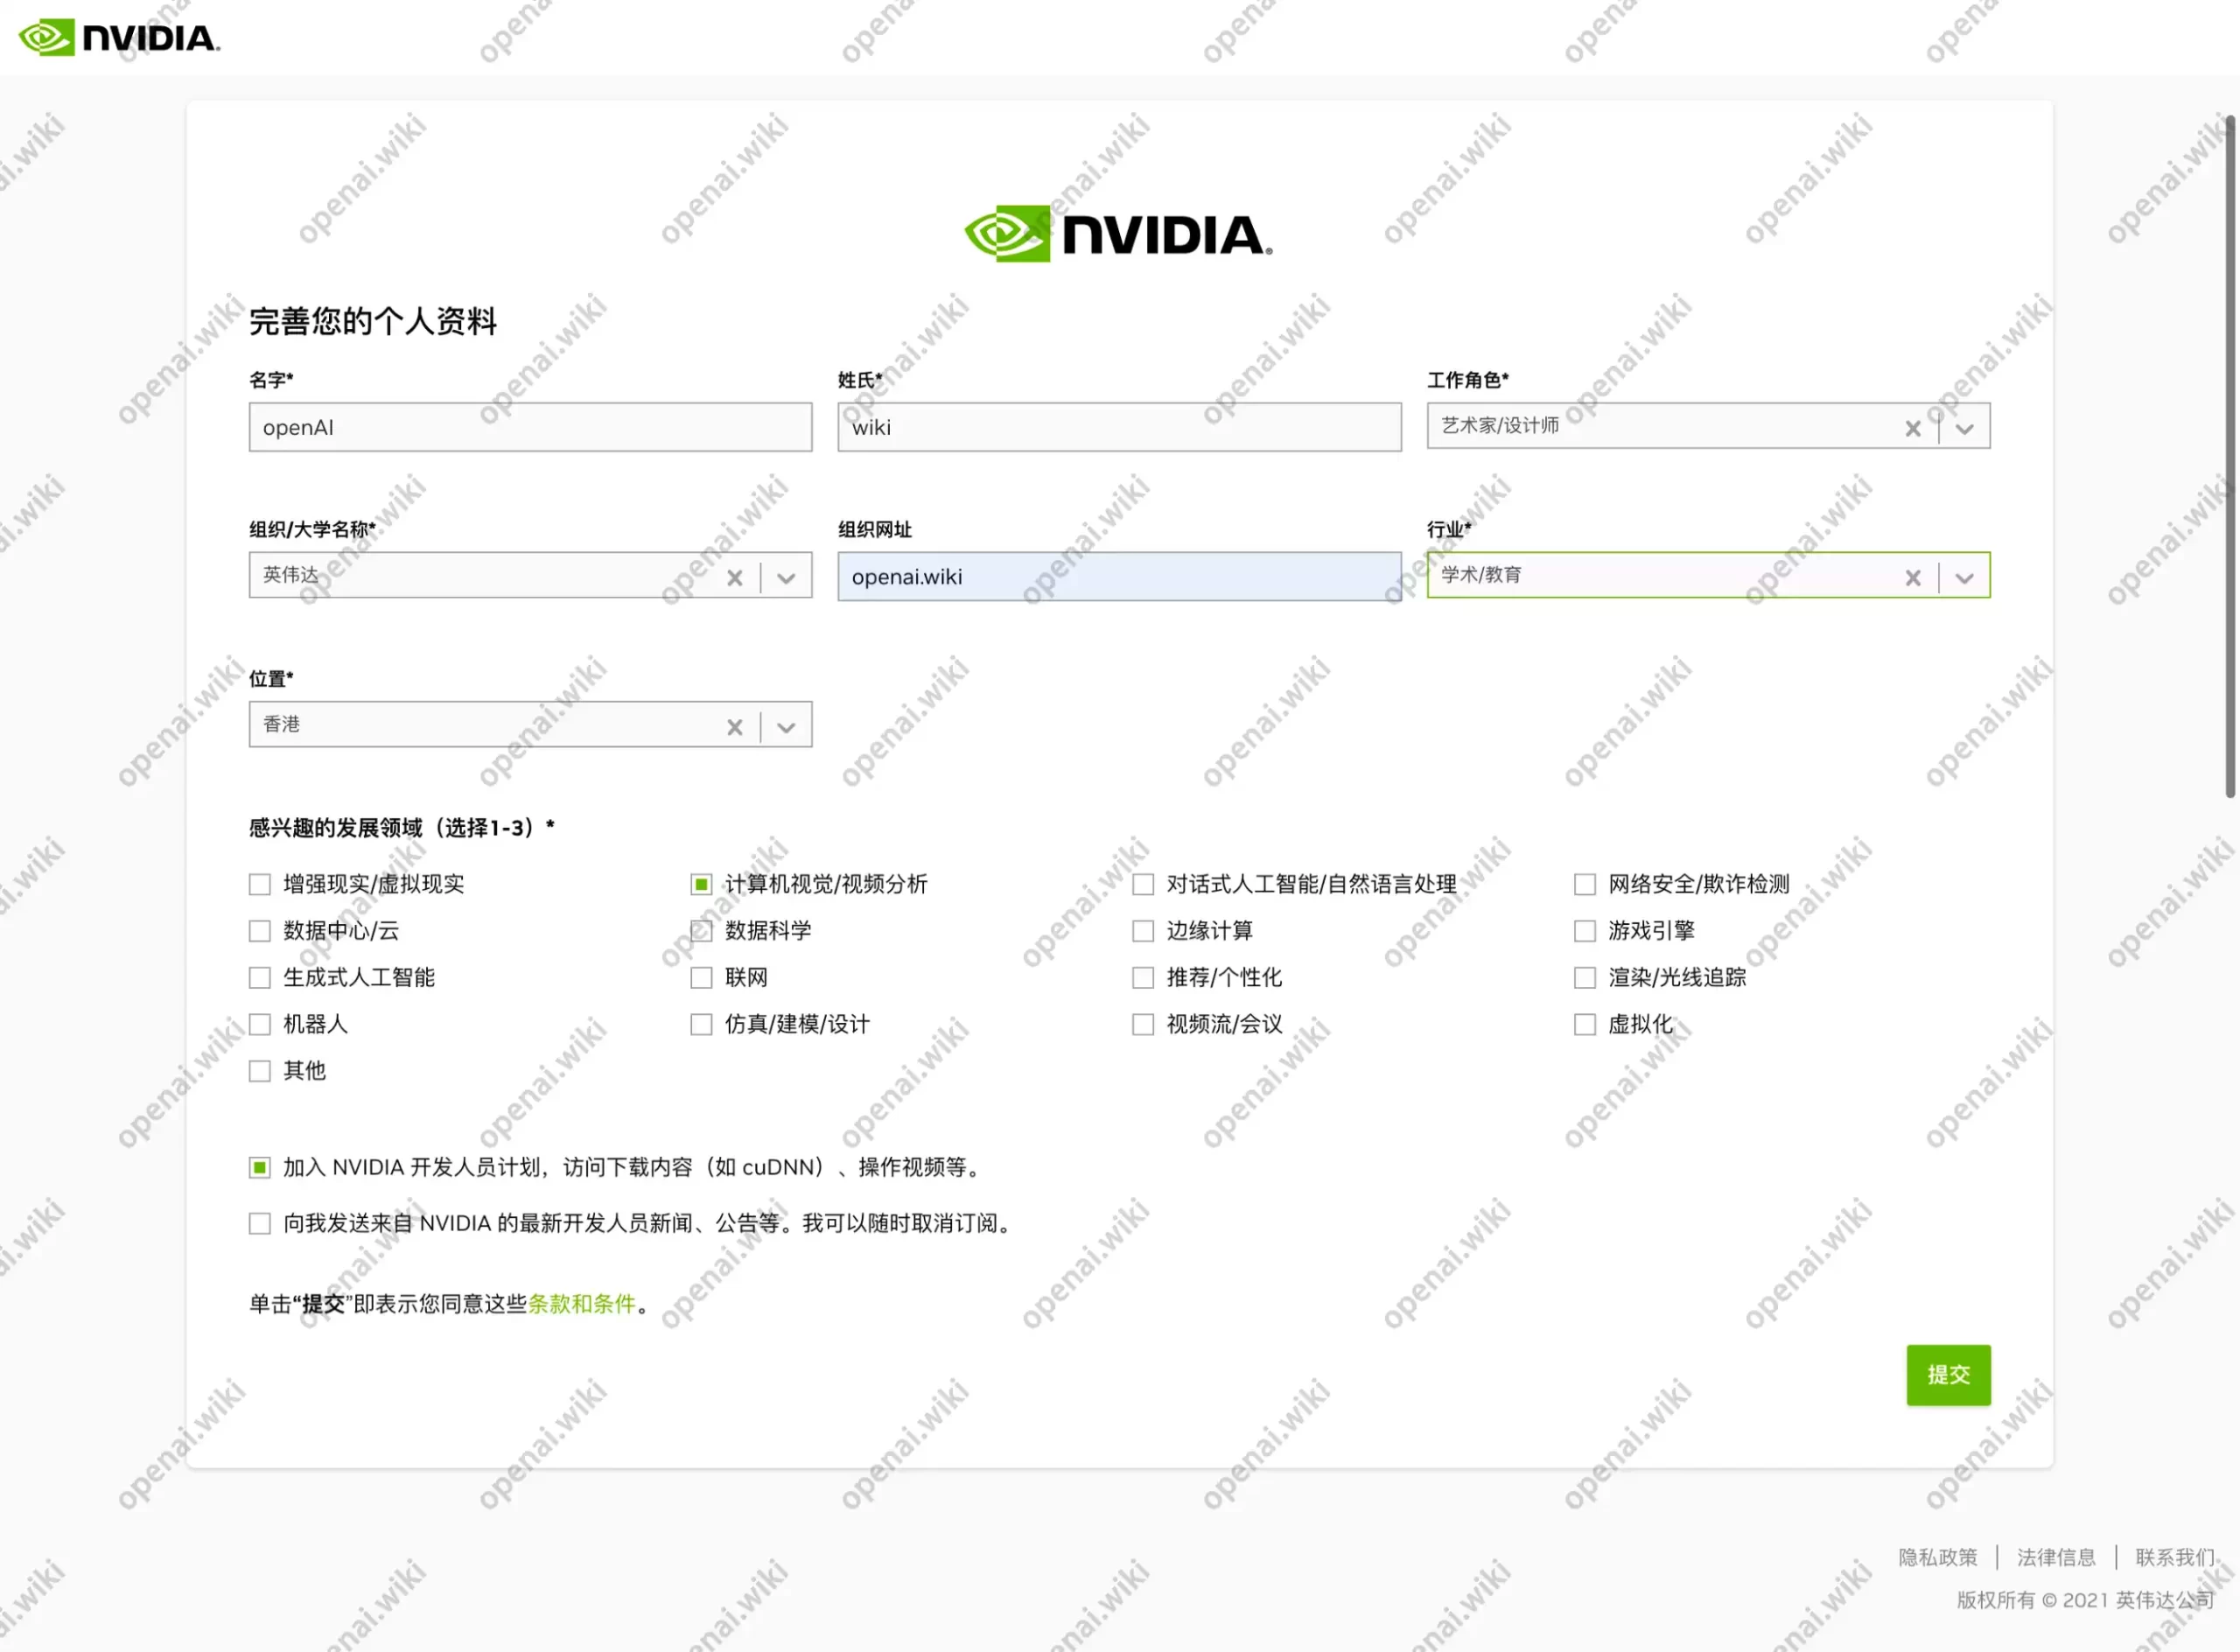 NVIDIA.
NVIDIA.
完善您的个人资料
名字*
姓氏*
工作角色*
openAI
wiki
艺术家/设计师
组织/大学名称*
组织网址
行业*
英伟达
openai.wiki
学术/教育
位置*
香港
感兴趣的发展领域（选择1-3）*
增强现实/虚拟现实
计算机视觉/视频分析
对话式人工智能/自然语言处理
网络安全/欺诈检测
数据中心/云
数据科学
边缘计算
游戏引擎
生成式人工智能
联网
推荐/个性化
渲染/光线追踪
机器人
仿真/建模/设计
视频流/会议
虚拟化
其他
加入 NVIDIA 开发人员计划，访问下载内容（如 cuDNN）、操作视频等。
向我发送来自 NVIDIA 的最新开发人员新闻、公告等。我可以随时取消订阅。
单击“提交”即表示您同意这些条款和条件。
提交
隐私政策 | 法律信息 | 联系我们
版权所有 © 2021 英伟达公司
openai.wiki